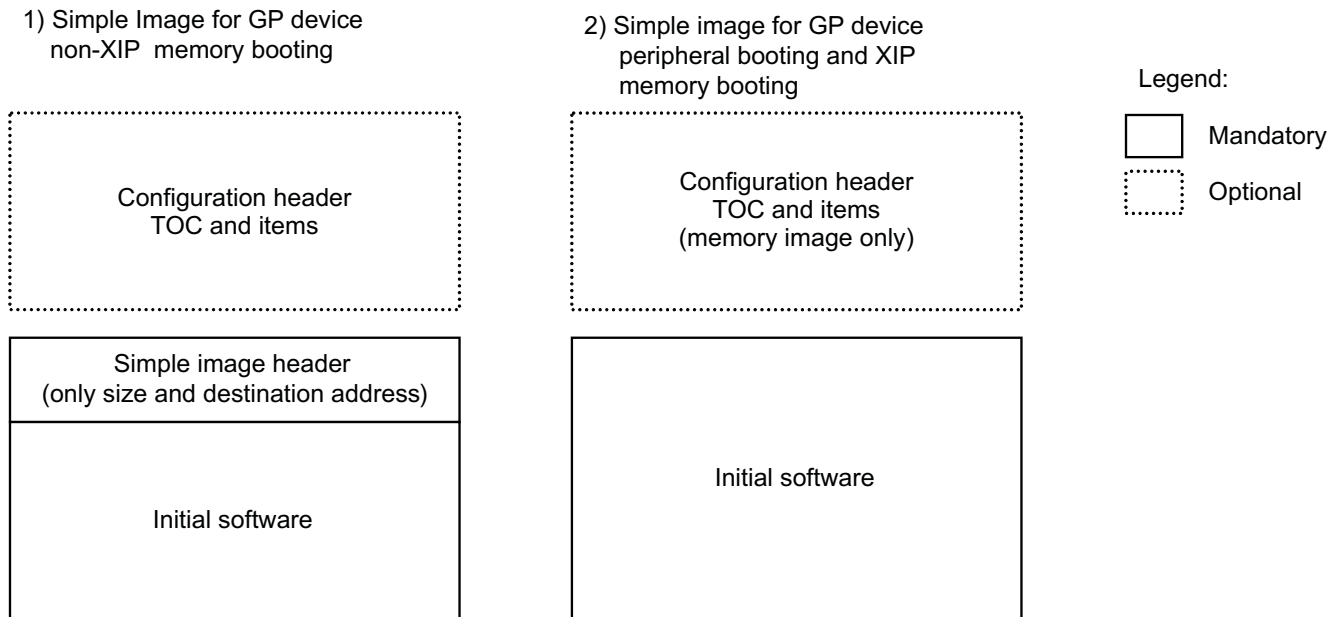 1) Simple Image for GP device
non-XIP memory booting
2) Simple image for GP device
peripheral booting and XIP
memory booting
Legend:
Mandatory
Optional
Configuration header
TOC and items
Configuration header
TOC and items
(memory image only)
Simple image header
(only size and destination address)
Initial software
Initial software